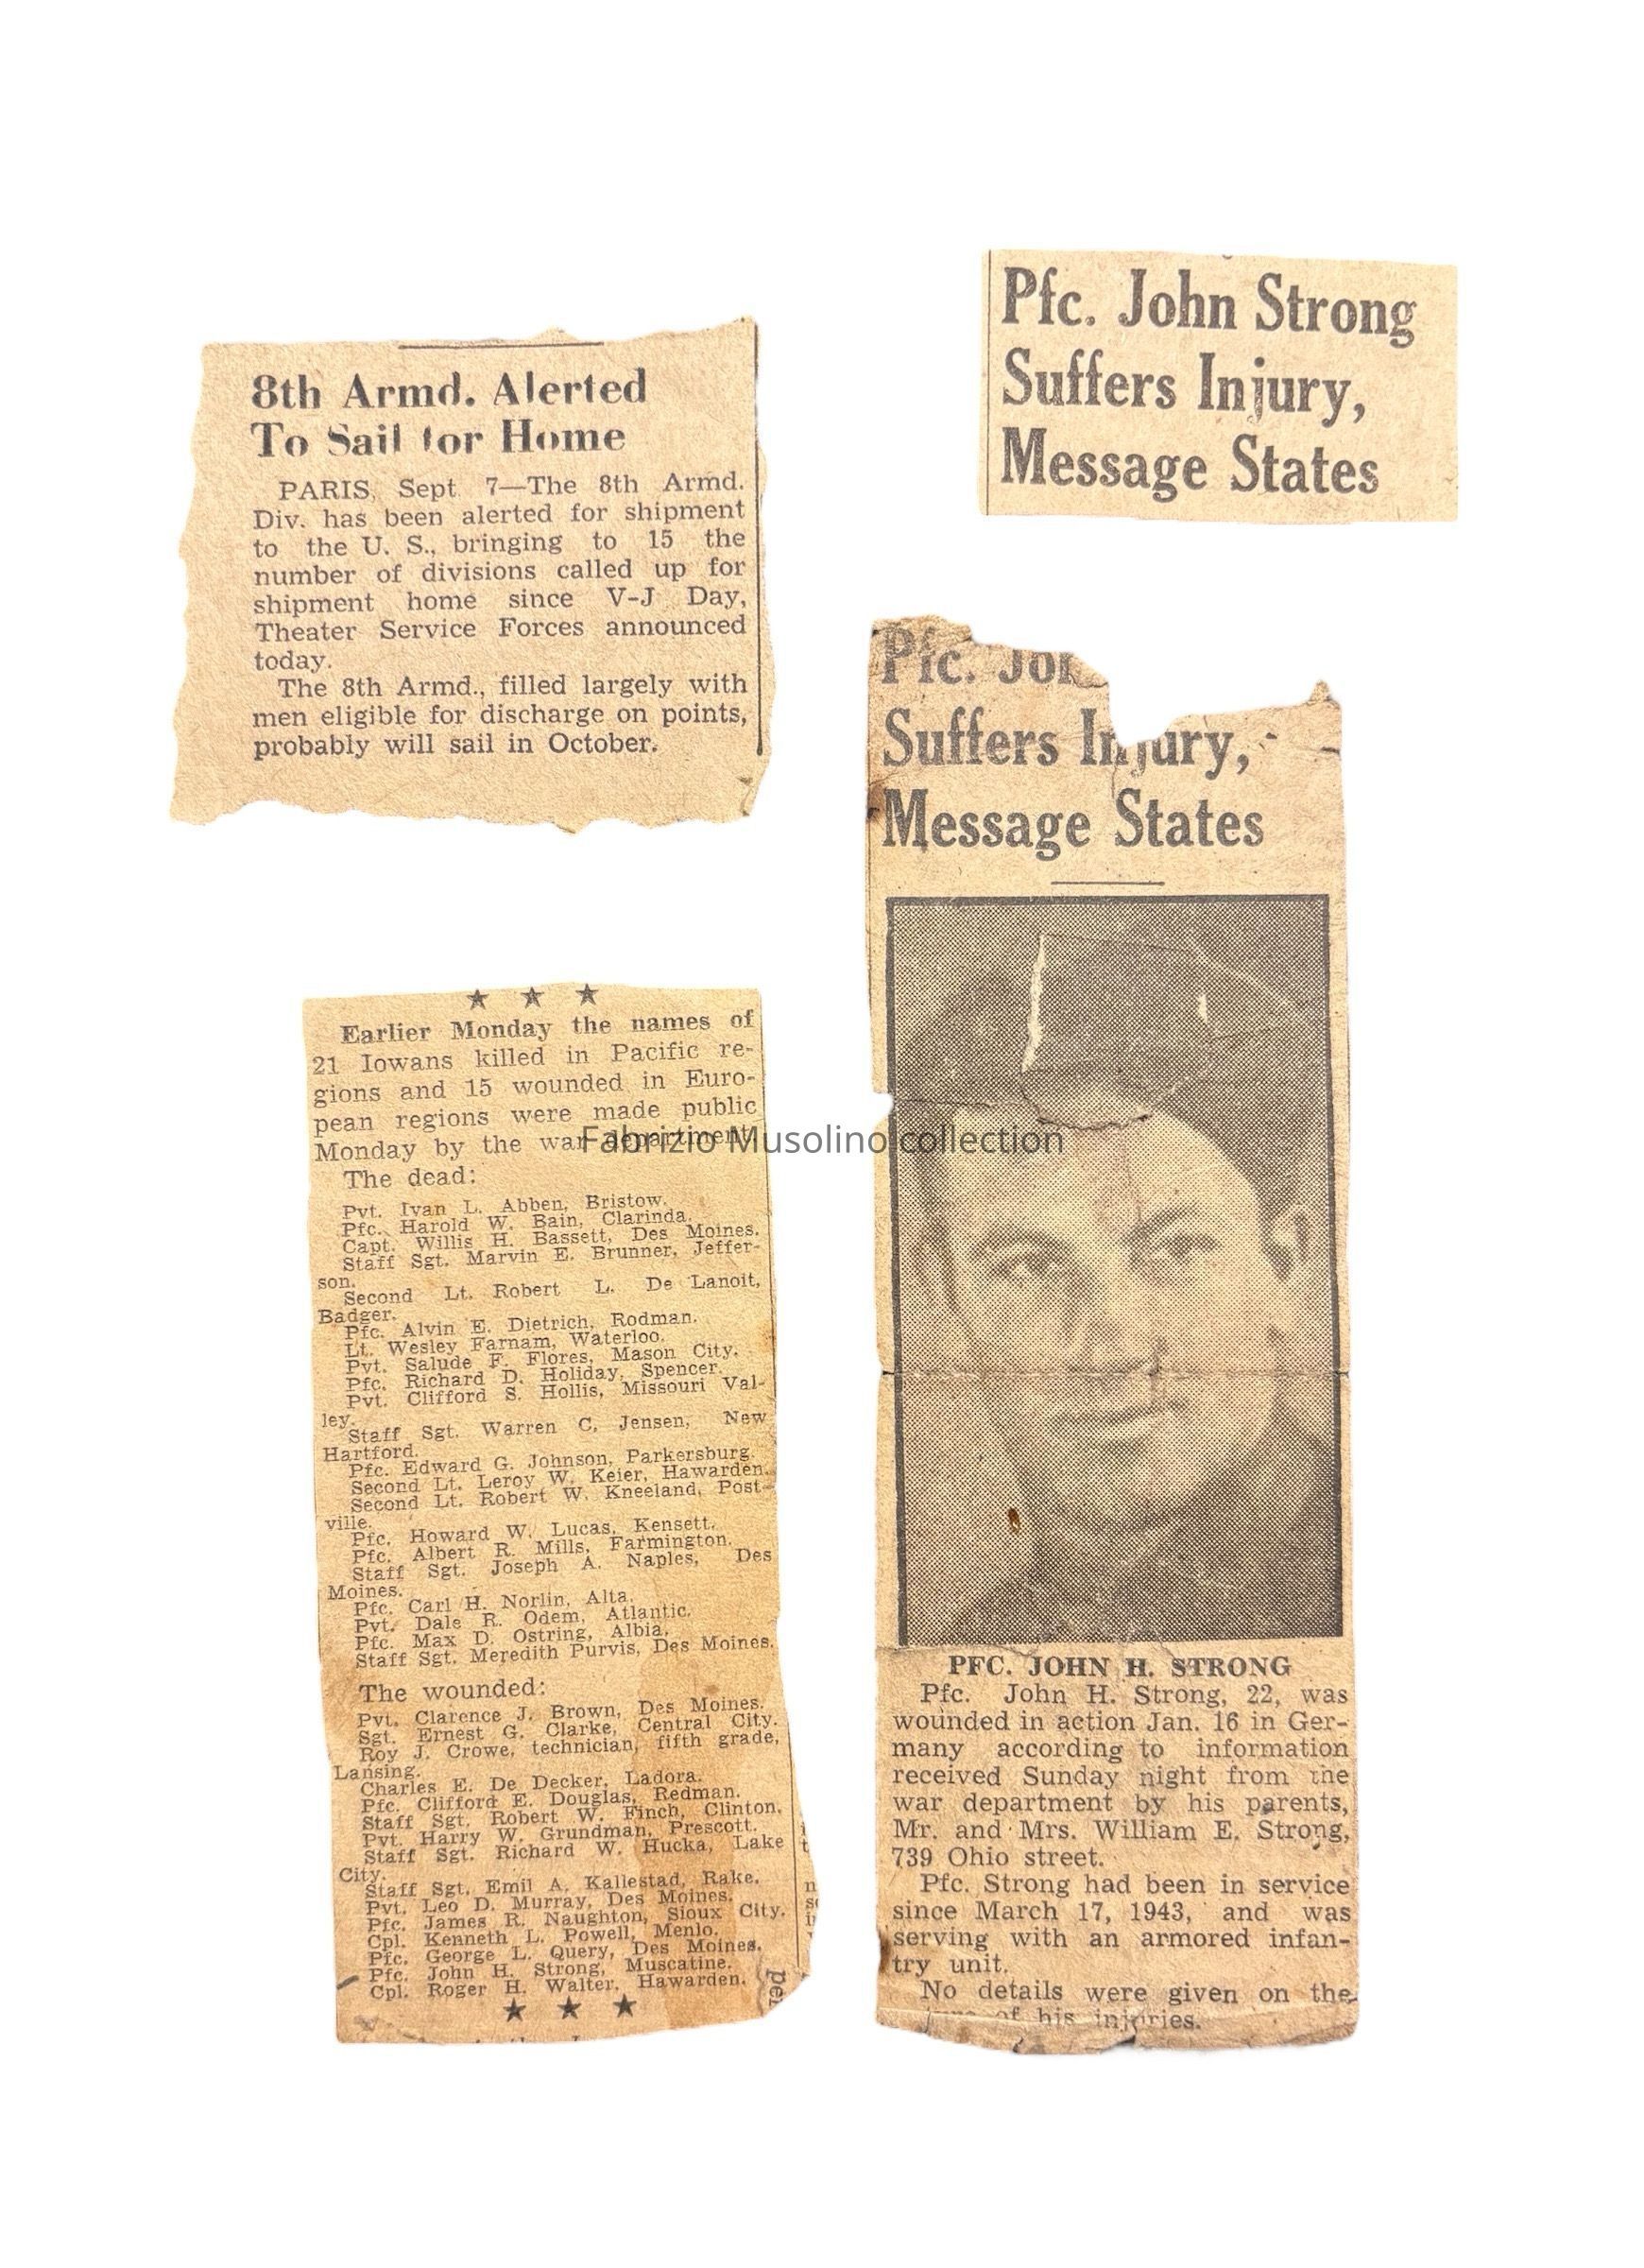 8th Armd. Alerted
To Sail for Home
PARIS, Sept. 7—The 8th Armd.
Div. has been alerted for shipment
to the U. S., bringing to 15 the
number of divisions called up for
shipment home since V-J Day,
Theater Service Forces announced
today.
The 8th Armd., filled largely with
men eligible for discharge on points,
probably will sail in October.
★ ★ ★
Earlier Monday the names of
21 Iowans killed in Pacific re-
gions and 15 wounded in Euro-
pean regions were made public
Monday by the war department.
The dead:
Pvt. Ivan L. Abben, Bristow.
Pfc. Harold W. Bain, Clarinda.
Capt. Willis H. Bassett, Des Moines.
Staff Sgt. Marvin E. Brunner, Jeffer-
son.
Second Lt. Robert L. De Lanoit,
Badger.
Pfc. Alvin E. Dietrich, Rodman.
Lt. Wesley Farnam, Waterloo.
Pvt. Salude F. Flores, Mason City.
Pfc. Richard D. Holiday, Spencer.
Pvt. Clifford S. Hollis, Missouri Val-
ley.
Staff Sgt. Warren C. Jensen, New
Hartford.
Pfc. Edward G. Johnson, Parkersburg.
Second Lt. Leroy W. Keier, Hawarden.
Second Lt. Robert W. Kneeland, Post-
ville.
Pfc. Howard W. Lucas, Kensett.
Pfc. Albert R. Mills, Farmington.
Staff Sgt. Joseph A. Naples, Des
Moines.
Pfc. Carl H. Norlin, Alta.
Pvt. Dale R. Odem, Atlantic.
Pfc. Max D. Ostring, Albia.
Staff Sgt. Meredith Purvis, Des Moines.
The wounded:
Pvt. Clarence J. Brown, Des Moines.
Sgt. Ernest G. Clarke, Central City.
Roy J. Crowe, technician, fifth grade,
Lansing.
Charles E. De Decker, Ladora.
Pfc. Clifford E. Douglas, Redman.
Staff Sgt. Robert W. Finch, Clinton.
Pvt. Harry W. Grundman, Prescott.
Staff Sgt. Richard W. Hucka, Lake
City.
Staff Sgt. Emil A. Kallestad, Rake.
Pvt. Leo D. Murray, Des Moines.
Pfc. James R. Naughton, Sioux City.
Cpl. Kenneth L. Powell, Menlo.
Pfc. George L. Query, Des Moines.
Pfc. John H. Strong, Muscatine.
Cpl. Roger H. Walter, Hawarden.
★ ★ ★
Pfc. John Strong
Suffers Injury,
Message States
Pfc.
Suffers Injury,
Message States
PFC. JOHN H. STRONG
Pfc. John H. Strong, 22, was
wounded in action Jan. 16 in Ger-
many according to information
received Sunday night from the
war department by his parents,
Mr. and Mrs. William E. Strong,
739 Ohio street.
Pfc. Strong had been in service
since March 17, 1943, and was
serving with an armored infan-
try unit.
No details were given on the
of his injuries.
Fabrizio Musolino collection